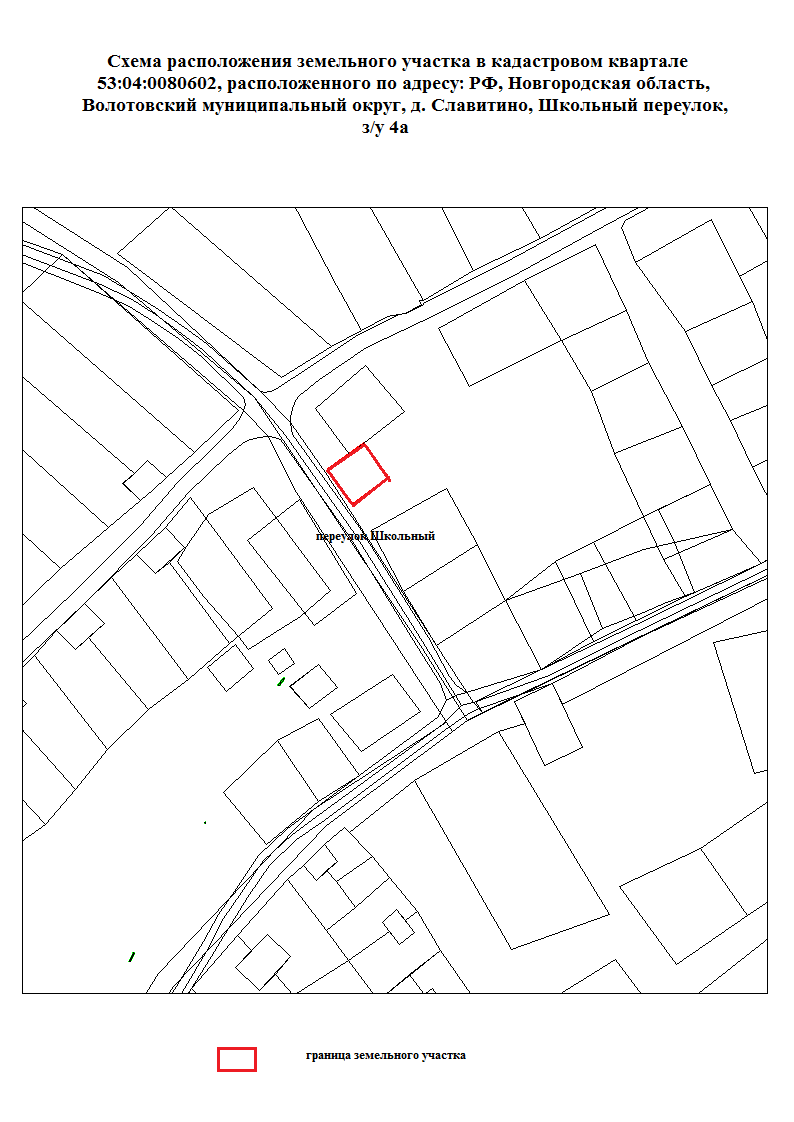 Схема расположения земельного участка в кадастровом квартале
53:04:0080602, расположенного по адресу: РФ, Новгородская область,
Волотовский муниципальный округ, д. Славитино, Школьный переулок,
з/у 4а
переулок Школьный
граница земельного участка